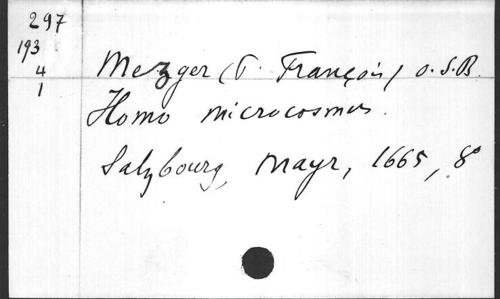 297
193
4
1
Mezger (P. François) o.S.B.
Homo microcosmus.
Salzbourg, Mayr, 1665, 8°